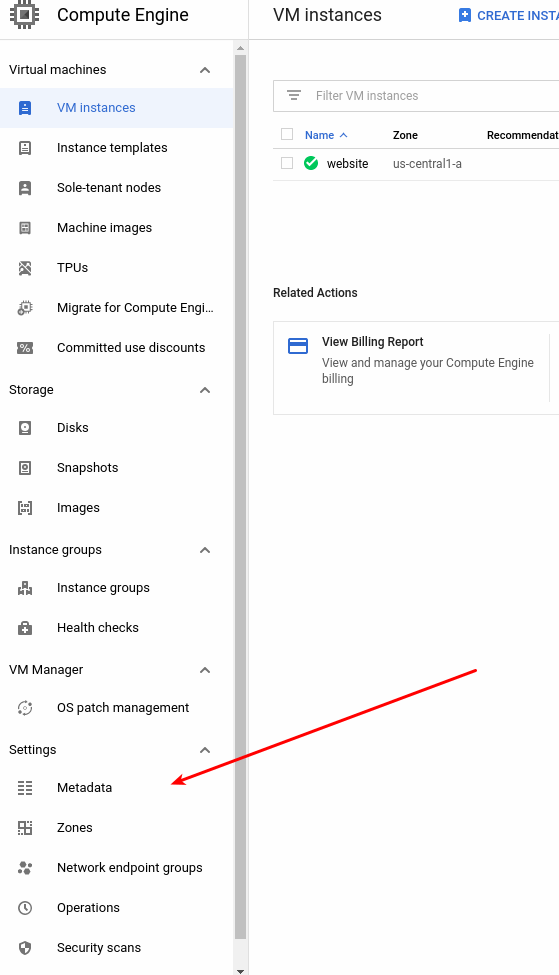 Compute Engine
Virtual machines
VM instances
Instance templates
Sole-tenant nodes
Machine images
TPUs
Migrate for Compute Engi…
Committed use discounts
Storage
Disks
Snapshots
Images
Instance groups
Instance groups
Health checks
VM Manager
OS patch management
Settings
Metadata
Zones
Network endpoint groups
Operations
Security scans
VM instances
CREATE INSTA
Filter VM instances
Name Zone Recommendat
website us-central1-a
Related Actions
View Billing Report
View and manage your Compute Engine
billing